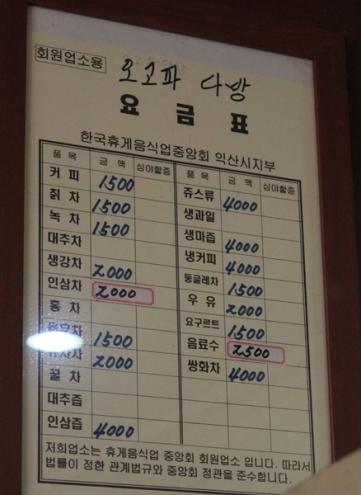 회원업소용
오고파 다방
요금표
한국휴게음식업중앙회 익산시지부
품목 금액 심야할증
커피 1500
칡차 1500
녹차 1500
대추차
생강차 2000
인삼차 2000
홍차
1500
유자차 2000
꿀차
대추즙
인삼즙 4000
품목 금액 심야할증
쥬스류 4000
생과일
생마즙 4000
냉커피 4000
둥굴레차 1500
우유 2000
요구르트 1500
음료수 2500
쌍화차 4000
저희업소는 휴게음식업 중앙회 회원업소 입니다. 따라서
법률이 정한 관계법규와 중앙회 정관을 준수합니다.